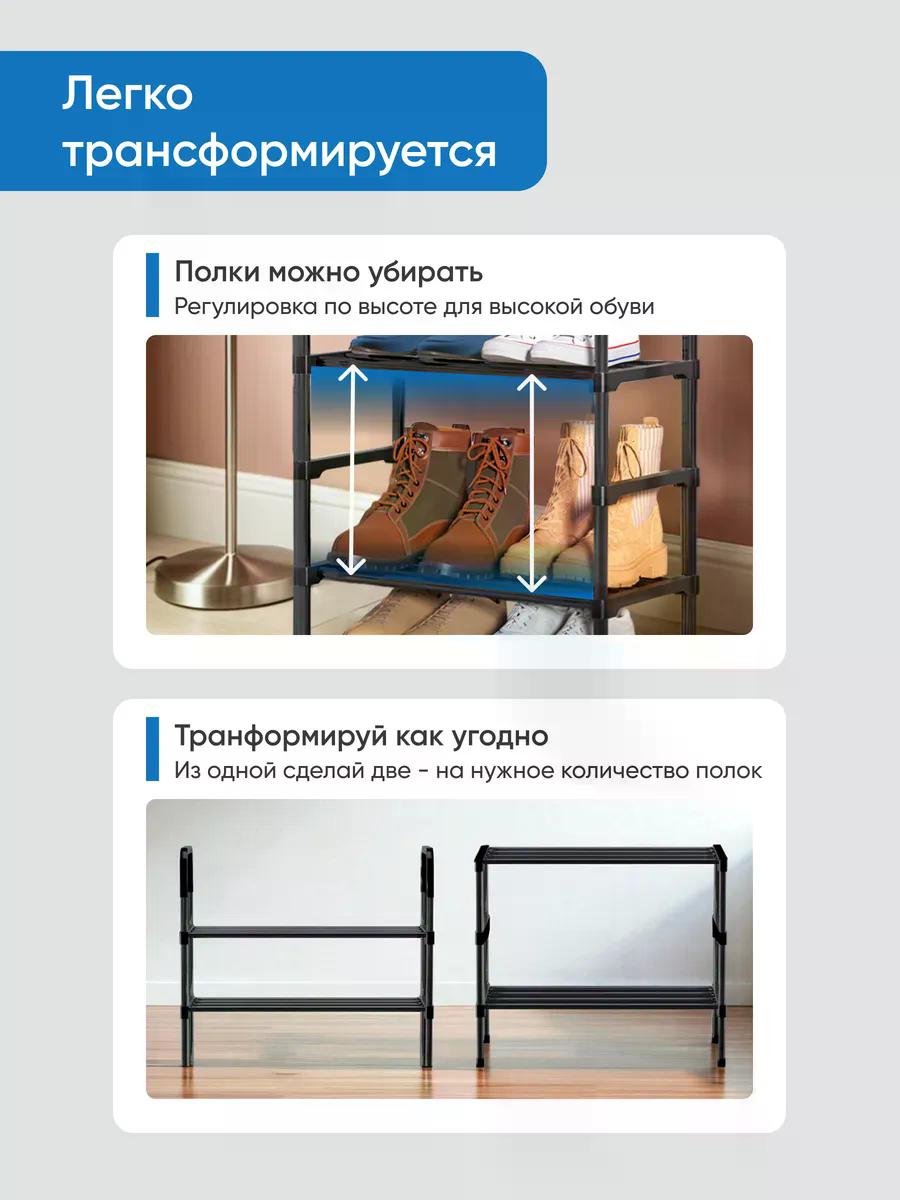 Легко
трансформируется
Полки можно убирать
Регулировка по высоте для высокой обуви
Транформируй как угодно
Из одной сделай две - на нужное количество полок